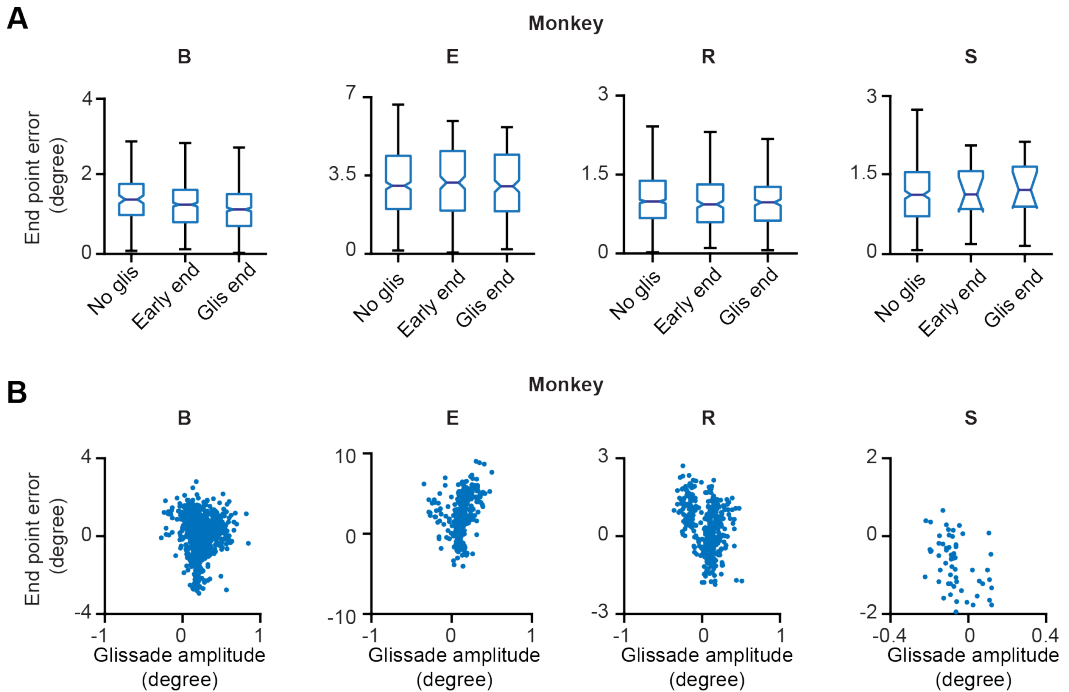 A
Monkey
B E R S
End point error
(degree)
4
2
0
7
3.5
0
3
1.5
0
3
1.5
0
No glis Early end Glis end
No glis Early end Glis end
No glis Early end Glis end
No glis Early end Glis end
B
Monkey
B E R S
End point error
(degree)
4
0
-4
-1 0 1
10
0
-10
-1 0 1
3
0
-3
-1 0 1
2
0
-2
-0.4 0 0.4
Glissade amplitude
(degree)
Glissade amplitude
(degree)
Glissade amplitude
(degree)
Glissade amplitude
(degree)